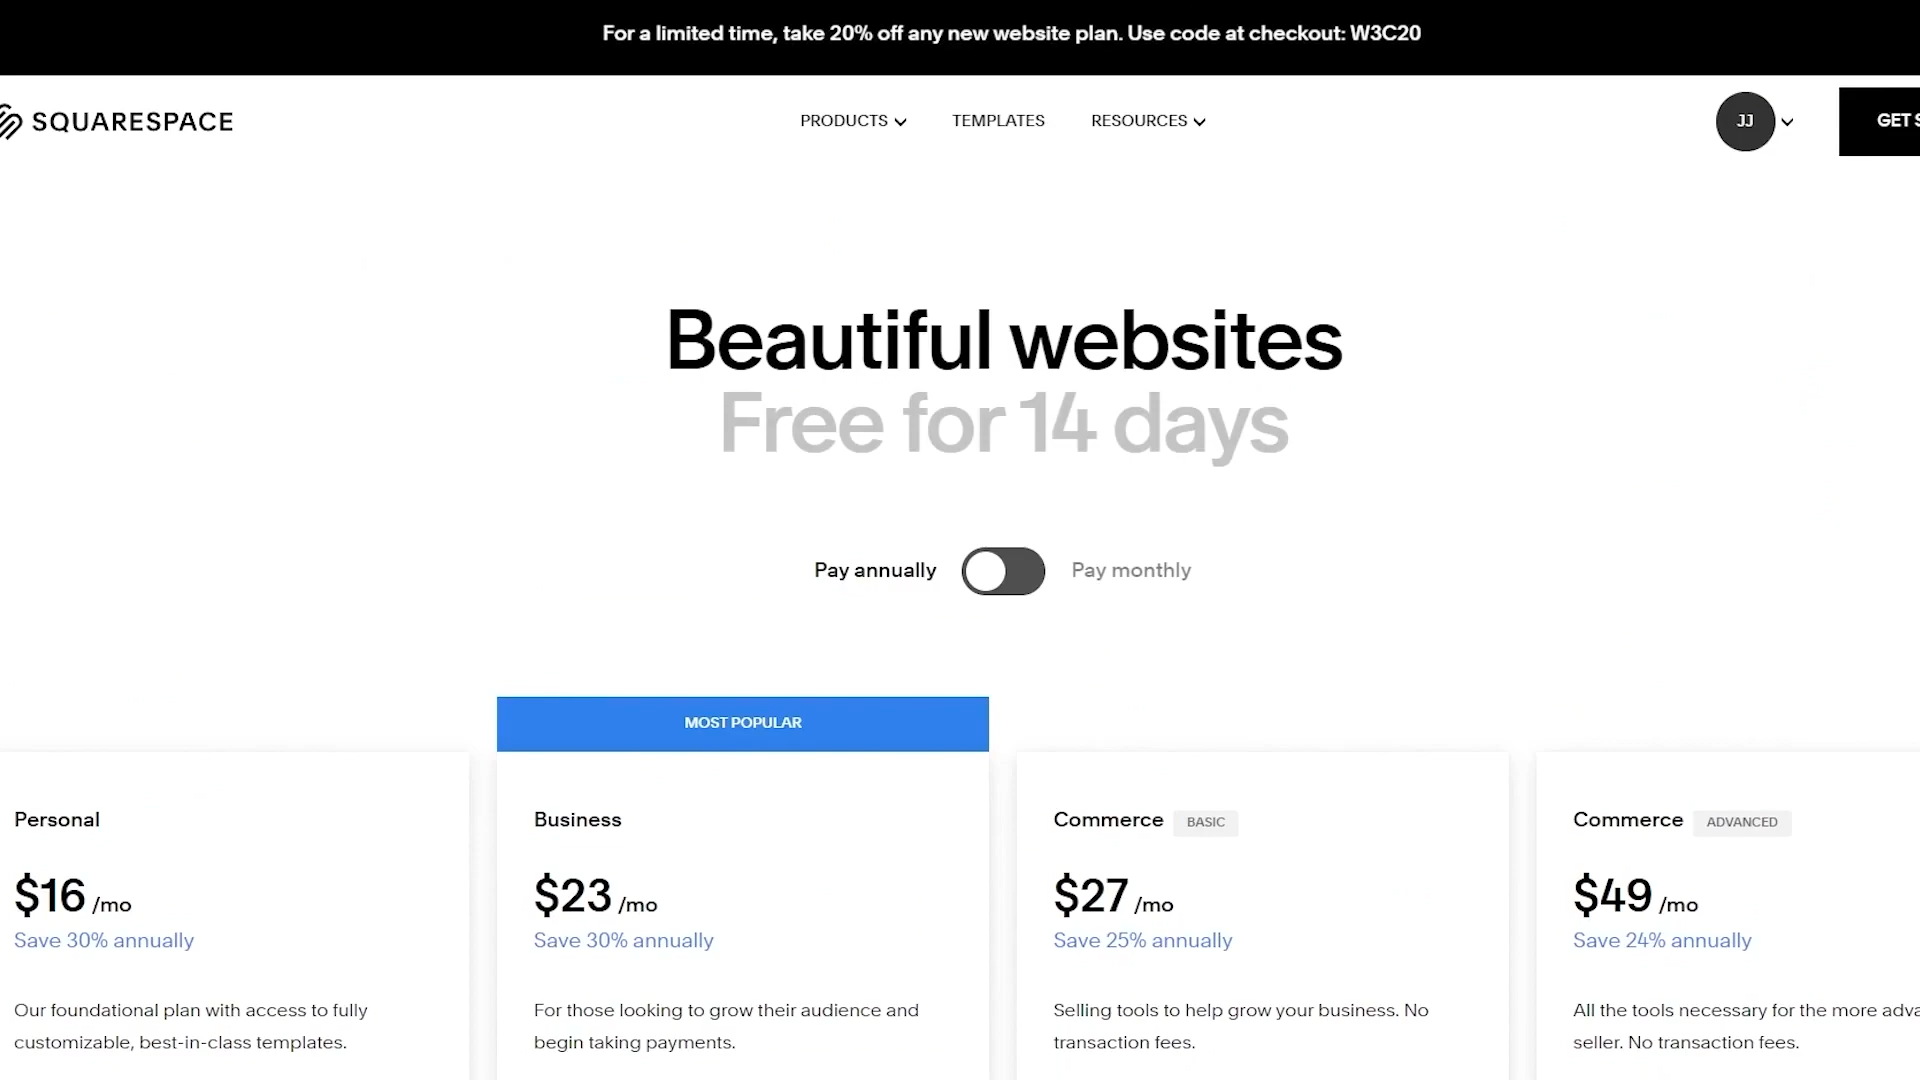 For a limited time, take 20% off any new website plan. Use code at checkout: W3C20
SQUARESPACE
PRODUCTS
TEMPLATES
RESOURCES
JJ
GET
Beautiful websites
Free for 14 days
Pay annually
Pay monthly
MOST POPULAR
Personal
$16 /mo
Save 30% annually
Our foundational plan with access to fully
customizable, best-in-class templates.
Business
$23 /mo
Save 30% annually
For those looking to grow their audience and
begin taking payments.
Commerce BASIC
$27 /mo
Save 25% annually
Selling tools to help grow your business. No
transaction fees.
Commerce ADVANCED
$49 /mo
Save 24% annually
All the tools necessary for the more
seller. No transaction fees.